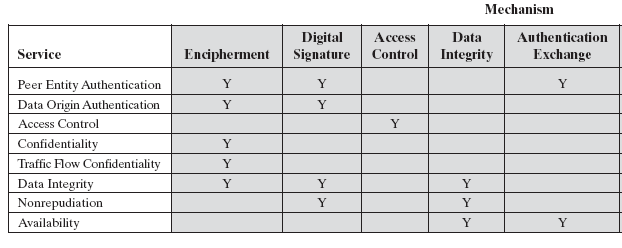 Mechanism
Digital Access Data Authentication
Service Encipherment Signature Control Integrity Exchange
Peer Entity Authentication Y Y Y
Data Origin Authentication Y Y
Access Control Y
Confidentiality Y
Traffic Flow Confidentiality Y
Data Integrity Y Y Y
Nonrepudiation Y Y
Availability Y Y